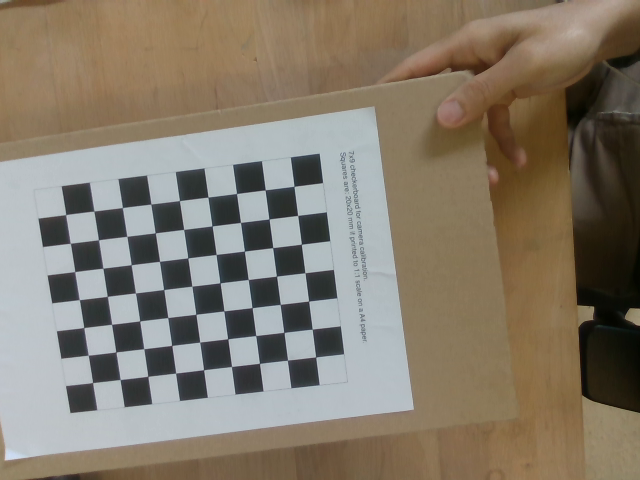 7x9 checkerboard for camera calibration
Squares are: 20x20 mm if printed to 1:1 scale on a A4 paper.